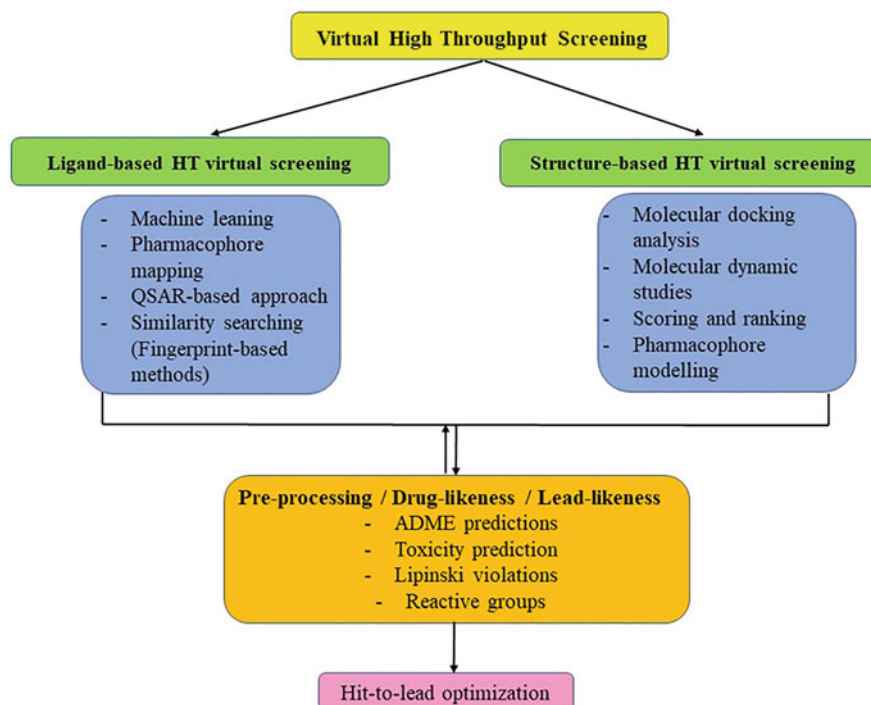 Virtual High Throughput Screening
Ligand-based HT virtual screening
- Machine leaning
- Pharmacophore
mapping
- QSAR-based approach
- Similarity searching
(Fingerprint-based
methods)
Structure-based HT virtual screening
- Molecular docking
analysis
- Molecular dynamic
studies
- Scoring and ranking
- Pharmacophore
modelling
Pre-processing / Drug-likeness / Lead-likeness
- ADME predictions
- Toxicity prediction
- Lipinski violations
- Reactive groups
Hit-to-lead optimization